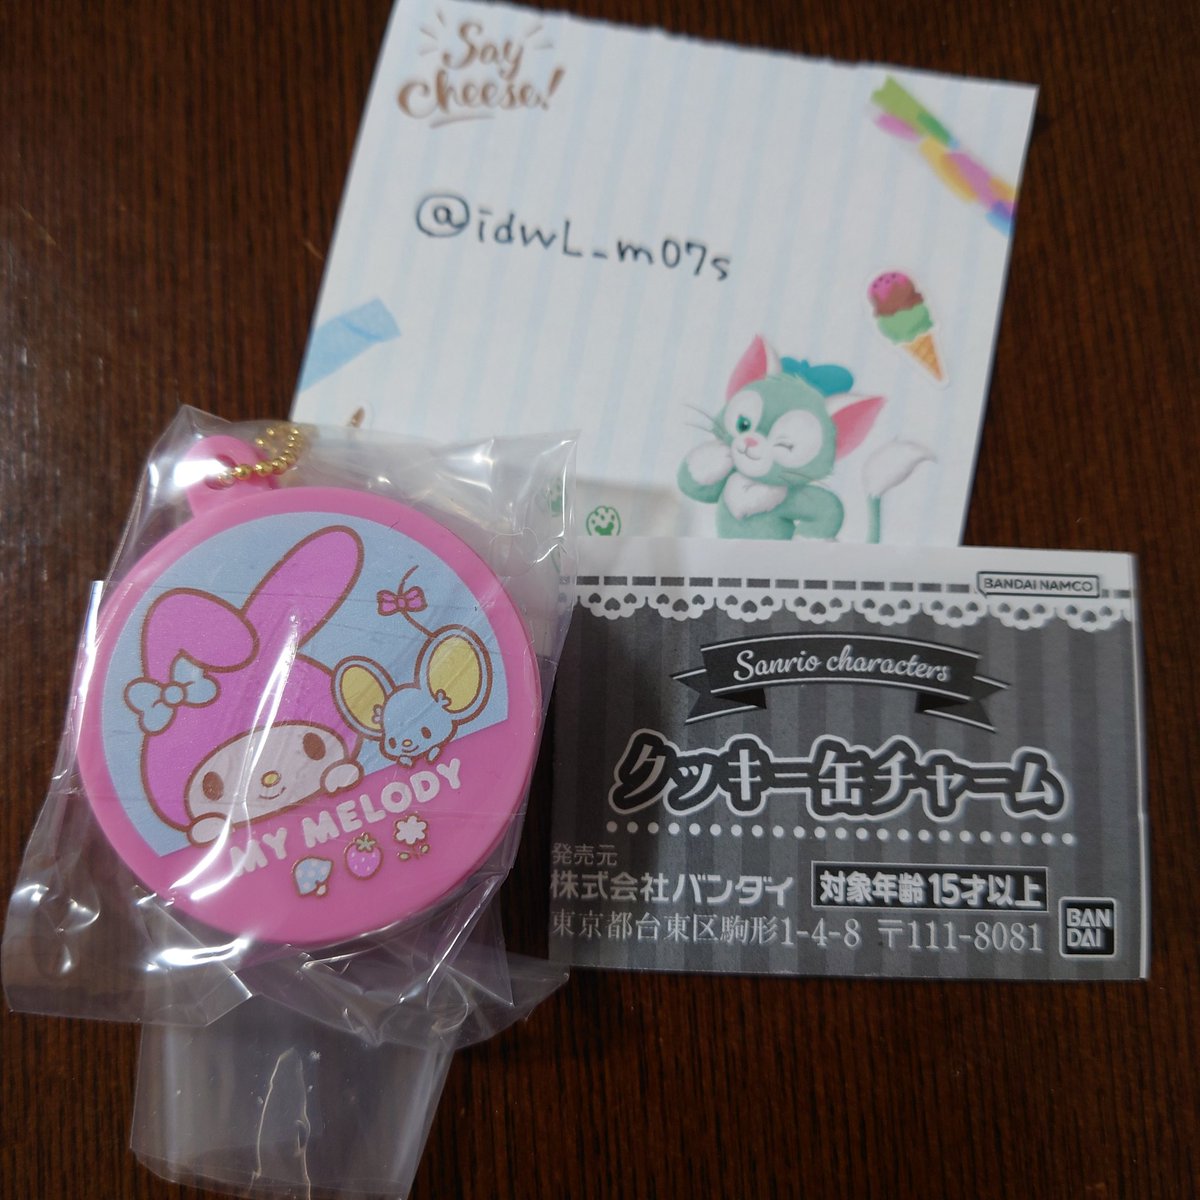 Say
cheese!
@idwL_m07s
BANDAI NAMCO
Sanrio characters
クッキー缶チャーム
発売元
株式会社バンダイ
対象年齢15才以上
東京都台東区駒形1-4-8 〒111-8081
BAN
DAI
MY MELODY